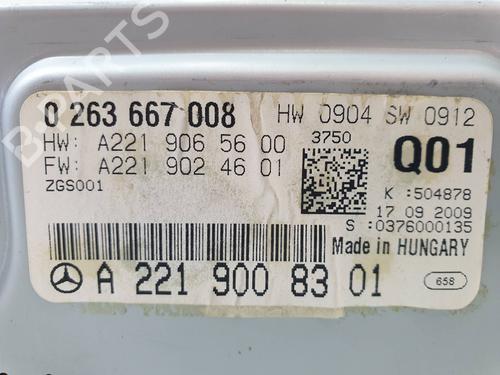 B-PARTS
0 263 667 008 HW 0904 SW 0912
HW: A221 906 56 00 3750 Q01
FW: A221 902 46 01
ZGS001 K :504878
17 09 2009
S :0376000135
Made in HUNGARY
A 221 900 83 01 658